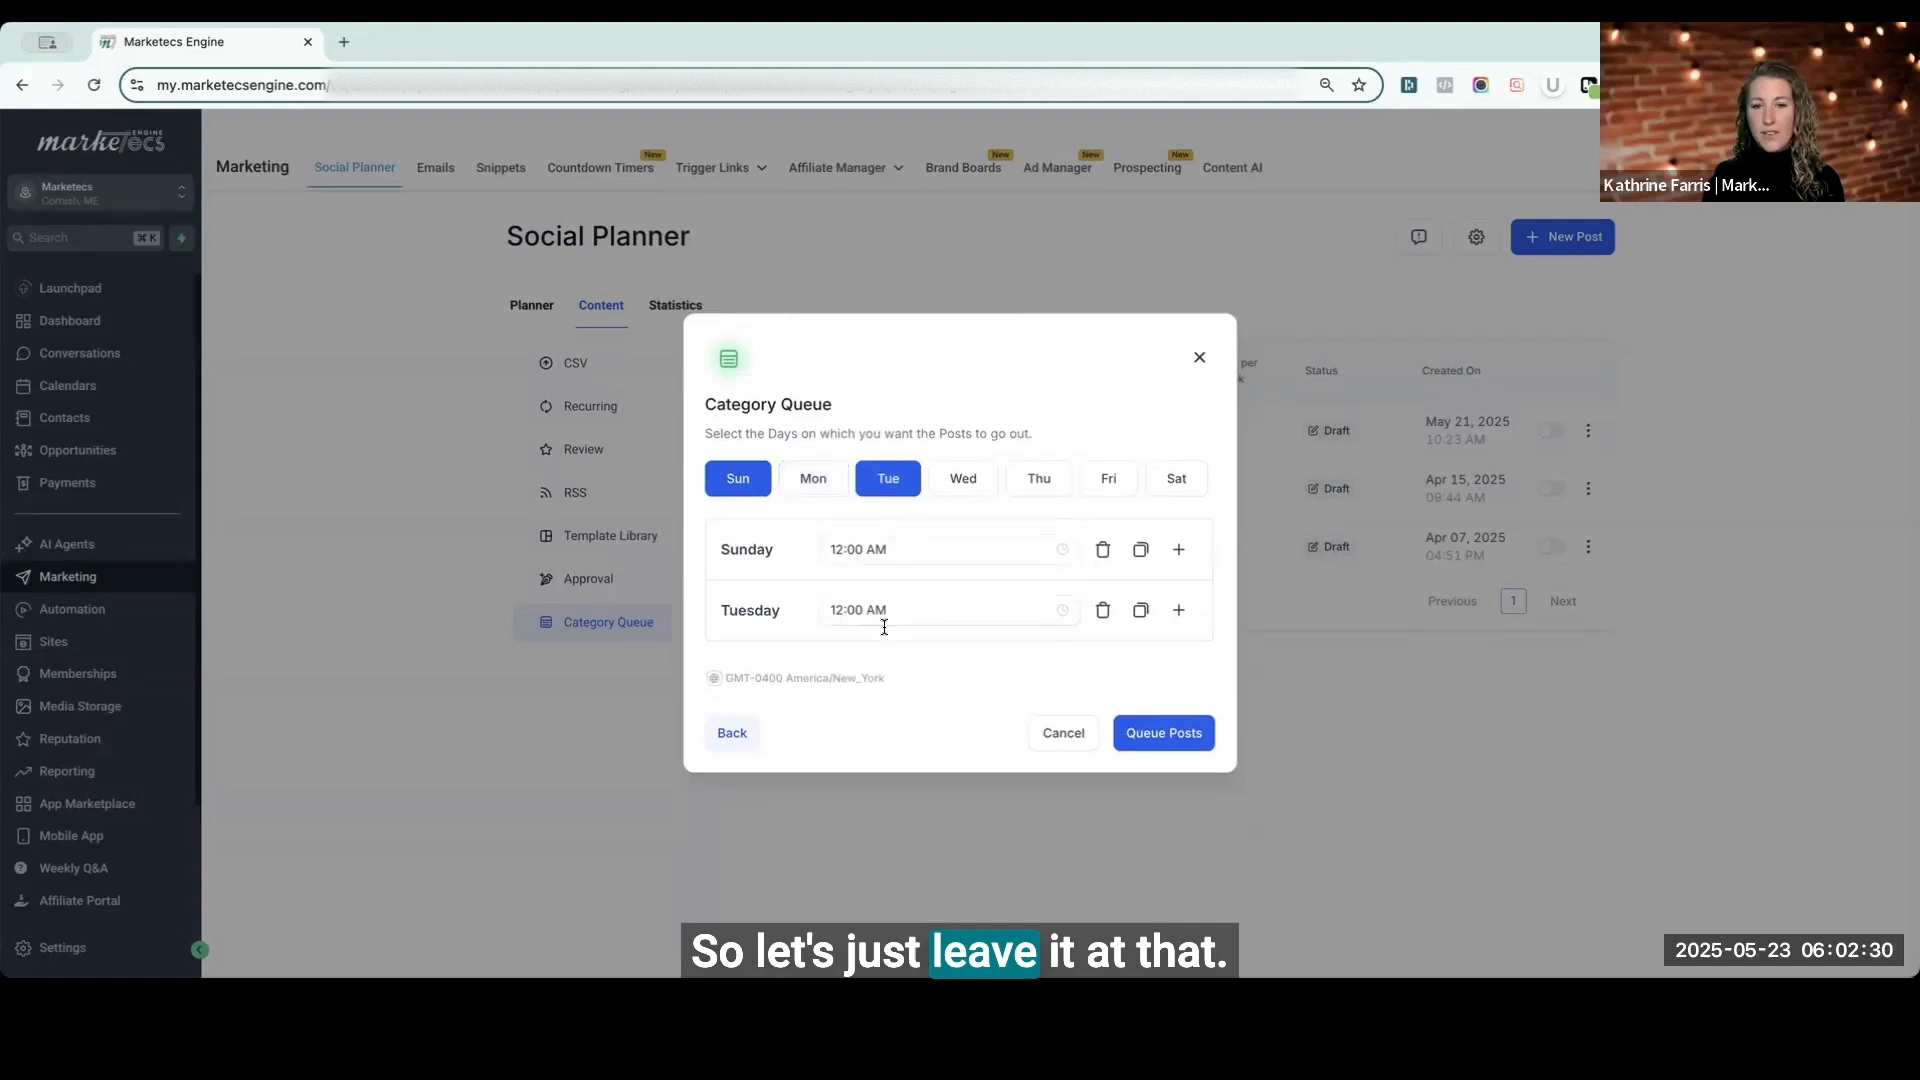 Marketecs Engine
my.marketecsengine.com/
Kathrine Farris | Mark...
marketecs
ENGINE
Marketecs
Corinth, ME
Search
⌘ K
Launchpad
Dashboard
Conversations
Calendars
Contacts
Opportunities
Payments
AI Agents
Marketing
Automation
Sites
Memberships
Media Storage
Reputation
Reporting
App Marketplace
Mobile App
Weekly Q&A
Affiliate Portal
Settings
Marketing
Social Planner
Emails
Snippets
Countdown Timers
New
Trigger Links
Affiliate Manager
Brand Boards
New
Ad Manager
New
Prospecting
New
Content AI
Social Planner
New Post
Planner
Content
Statistics
CSV
Recurring
Review
RSS
Template Library
Approval
Category Queue
per
k
Status
Created On
Draft
May 21, 2025
10:23 AM
Draft
Apr 15, 2025
09:44 AM
Draft
Apr 07, 2025
04:51 PM
Previous
1
Next
Category Queue
Select the Days on which you want the Posts to go out.
Sun
Mon
Tue
Wed
Thu
Fri
Sat
Sunday
12:00 AM
Tuesday
12:00 AM
GMT-0400 America/New_York
Back
Cancel
Queue Posts
So let's just leave it at that.
2025-05-23 06:02:30